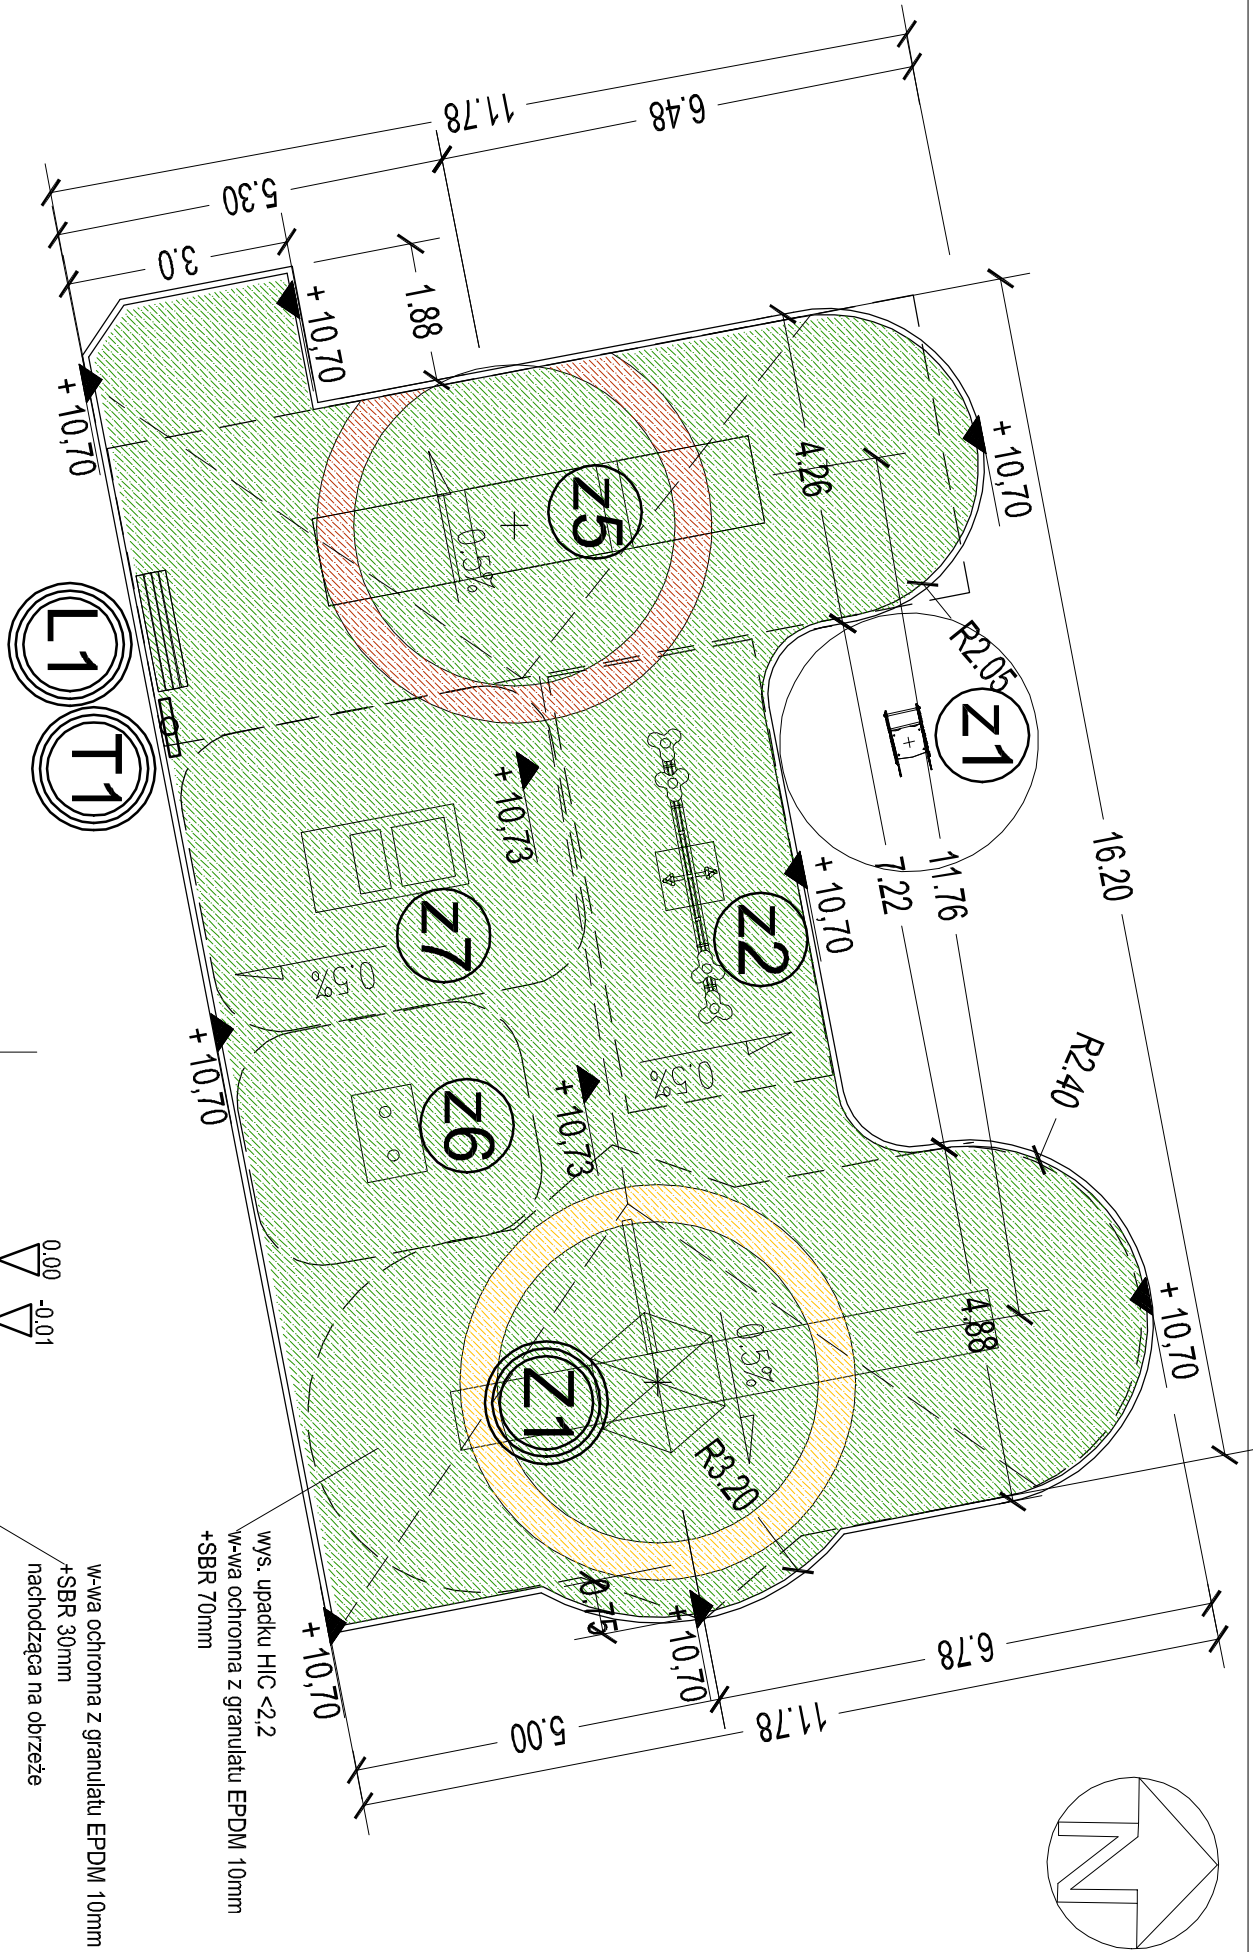 11.78
6.48
5.30
3.0
1.88
+ 10,70
+ 10,70
+ 10,70
4.26
R2.05
z5
0.5%
z1
16.20
11.76
7.22
L1
T1
+ 10,73
+ 10,70
z2
z7
0.5%
0.5%
R2.40
+ 10,70
+ 10,73
z6
4.88
+ 10,70
0.5%
Z1
R3.20
0.75
+ 10,70
+ 10,70
6.78
11.78
5.00
0.00
-0.01
wys. upadku HIC <2,2
w-wa ochronna z granulatu EPDM 10mm
+SBR 70mm
w-wa ochronna z granulatu EPDM 10mm
+SBR 30mm
nachodząca na obrzeże
N